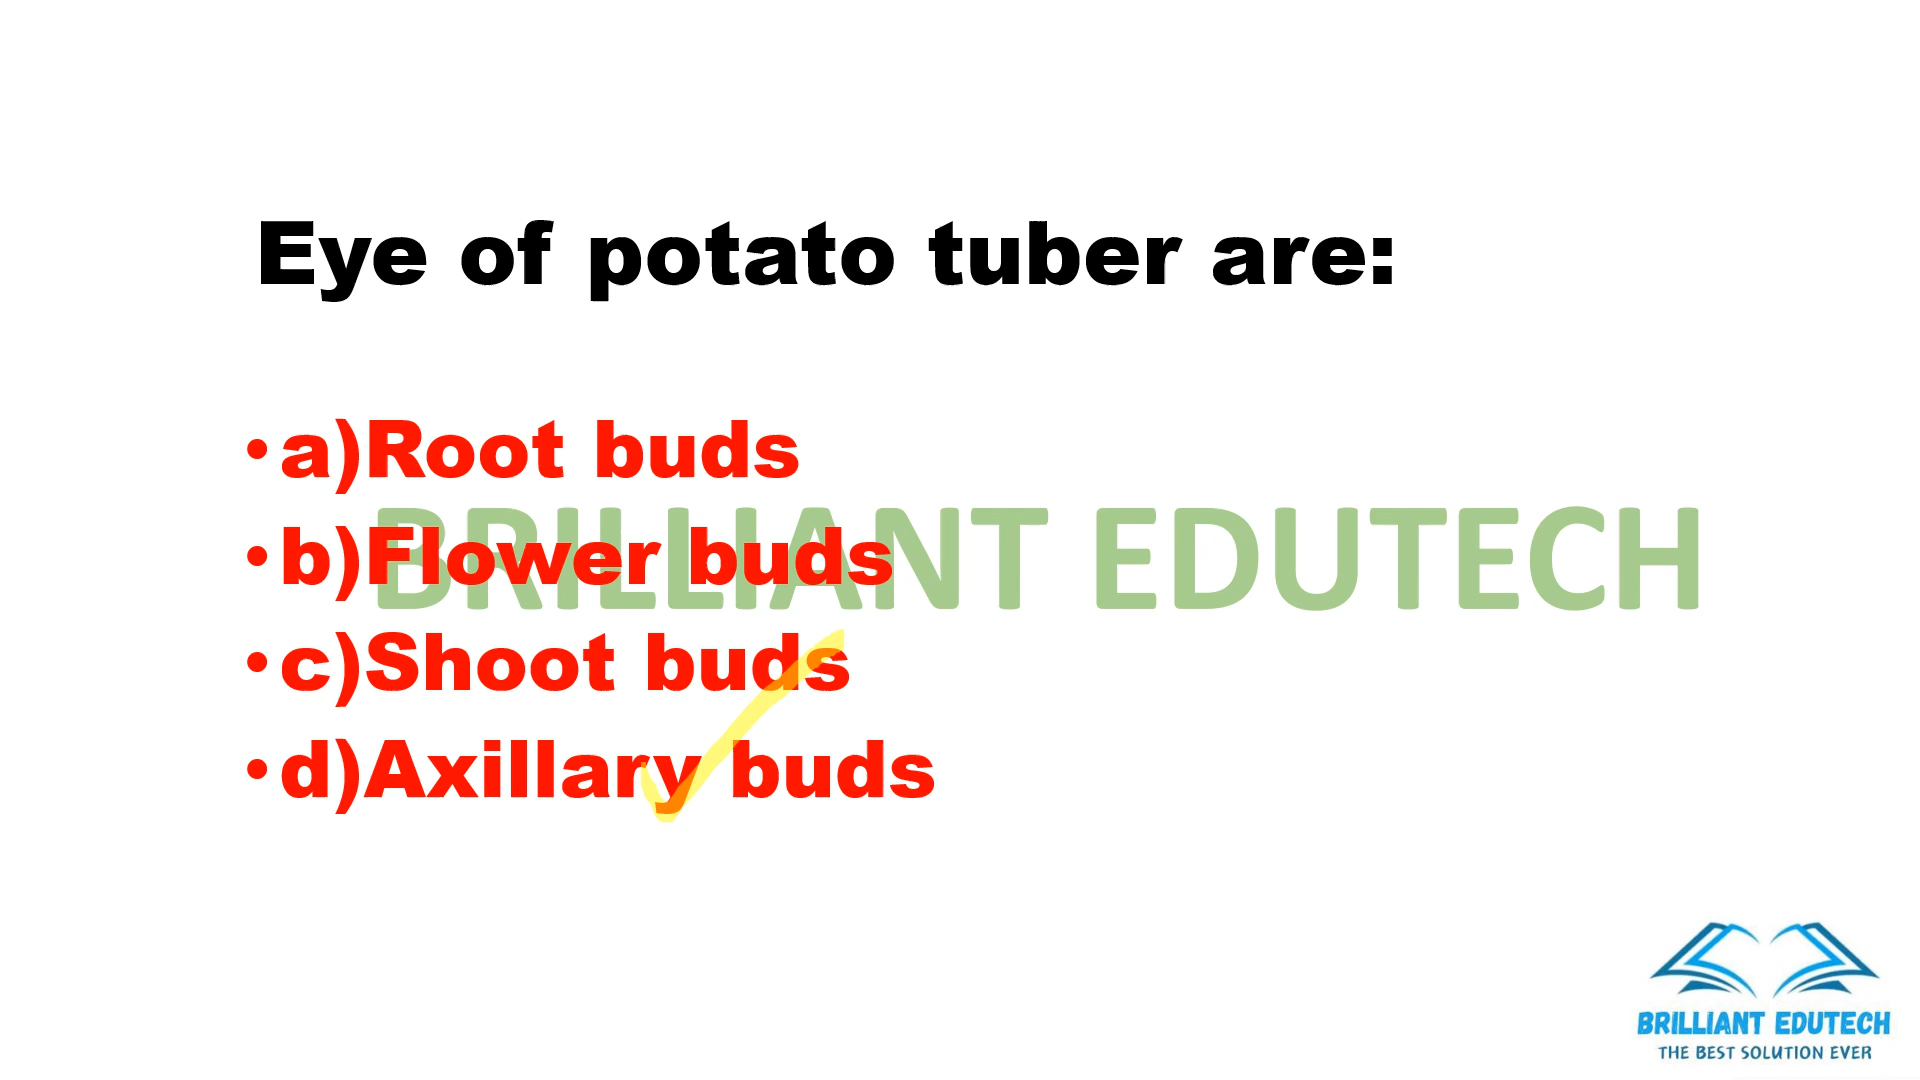 Eye of potato tuber are:
• a)Root buds
BRILLIANT EDUTECH
• b)Flower buds
• c)Shoot buds
• d)Axillary buds
BRILLIANT EDUTECH
THE BEST SOLUTION EVER